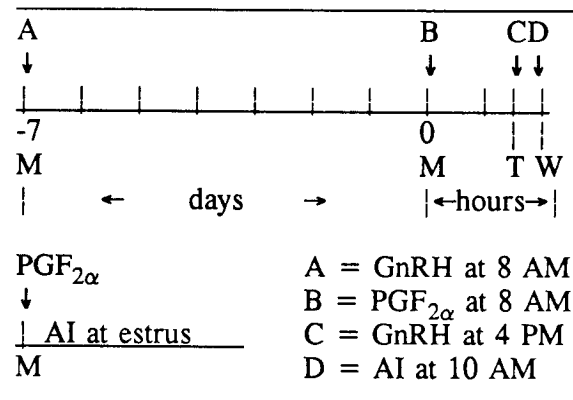 A B CD
-7 0
M M T W
← days → ←hours→
PGF2α
AI at estrus
M
A = GnRH at 8 AM
B = PGF2α at 8 AM
C = GnRH at 4 PM
D = AI at 10 AM